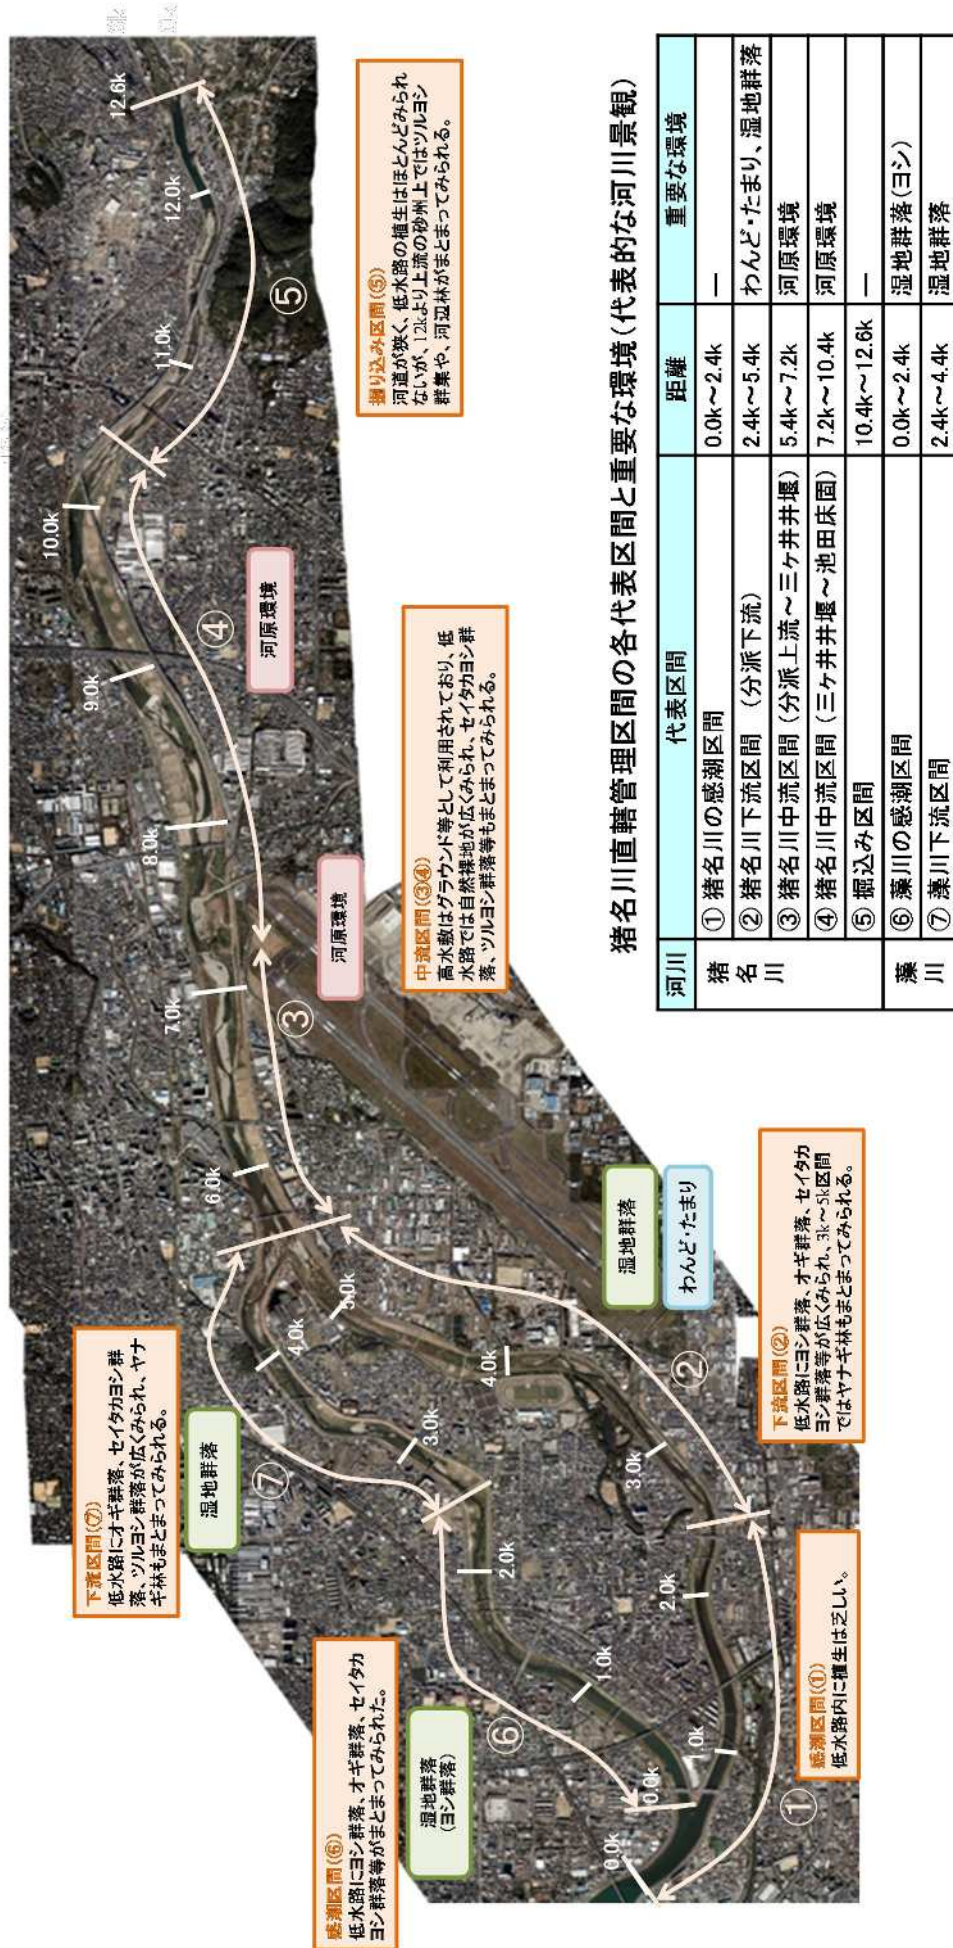 12.6k
12.0k
11.0k
10.0k
9.0k
8.0k
7.0k
6.0k
5.0k
4.0k
3.0k
2.0k
1.0k
0.0k
4.0k
3.0k
2.0k
1.0k
0.0k
①
②
③
④
⑤
⑥
⑦
感潮区間(⑥)
低水路にヨシ群落、オギ群落、セイタカ
ヨシ群落等がまとまってみられた。
湿地群落
(ヨシ群落)
下流区間(⑦)
低水路にオギ群落、セイタカヨシ群
落、ツルヨシ群落が広くみられ、ヤナ
ギ林もまとまってみられる。
湿地群落
感潮区間(①)
低水路内に植生は乏しい。
下流区間(②)
低水路にヨシ群落、オギ群落、セイタカ
ヨシ群落等が広くみられ、3k～5k区間
ではヤナギ林もまとまってみられる。
湿地群落
わんど・たまり
河原環境
河原環境
中流区間(③④)
高水敷はグラウンド等として利用されており、低
水路では自然裸地が広くみられ、セイタカヨシ群
落、ツルヨシ群落等もまとまってみられる。
掘り込み区間(⑤)
河道が狭く、低水路の植生はほとんどみられ
ないが、12kより上流の砂州上ではツルヨシ
群集や、河辺林がまとまってみられる。
猪名川直轄管理区間の各代表区間と重要な環境(代表的な河川景観)
河川 代表区間 距離 重要な環境
猪名川 ① 猪名川の感潮区間 0.0k～2.4k ―
② 猪名川下流区間 (分派下流) 2.4k～5.4k わんど・たまり、湿地群落
③ 猪名川中流区間 (分派上流～三ケ井井堰) 5.4k～7.2k 河原環境
④ 猪名川中流区間 (三ケ井井堰～池田床固) 7.2k～10.4k 河原環境
⑤ 掘込み区間 10.4k～12.6k ―
藻川 ⑥ 藻川の感潮区間 0.0k～2.4k 湿地群落(ヨシ)
⑦ 藻川下流区間 2.4k～4.4k 湿地群落